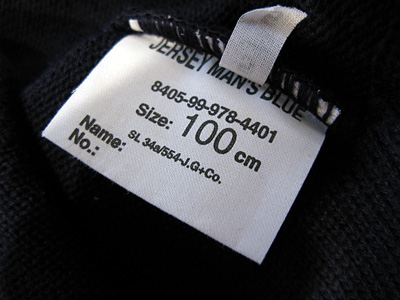 JERSEY MAN'S BLUE
8405-99-978-4401
Size: 100 cm
SL 34a/554-J.G+Co.
Name:
No.: